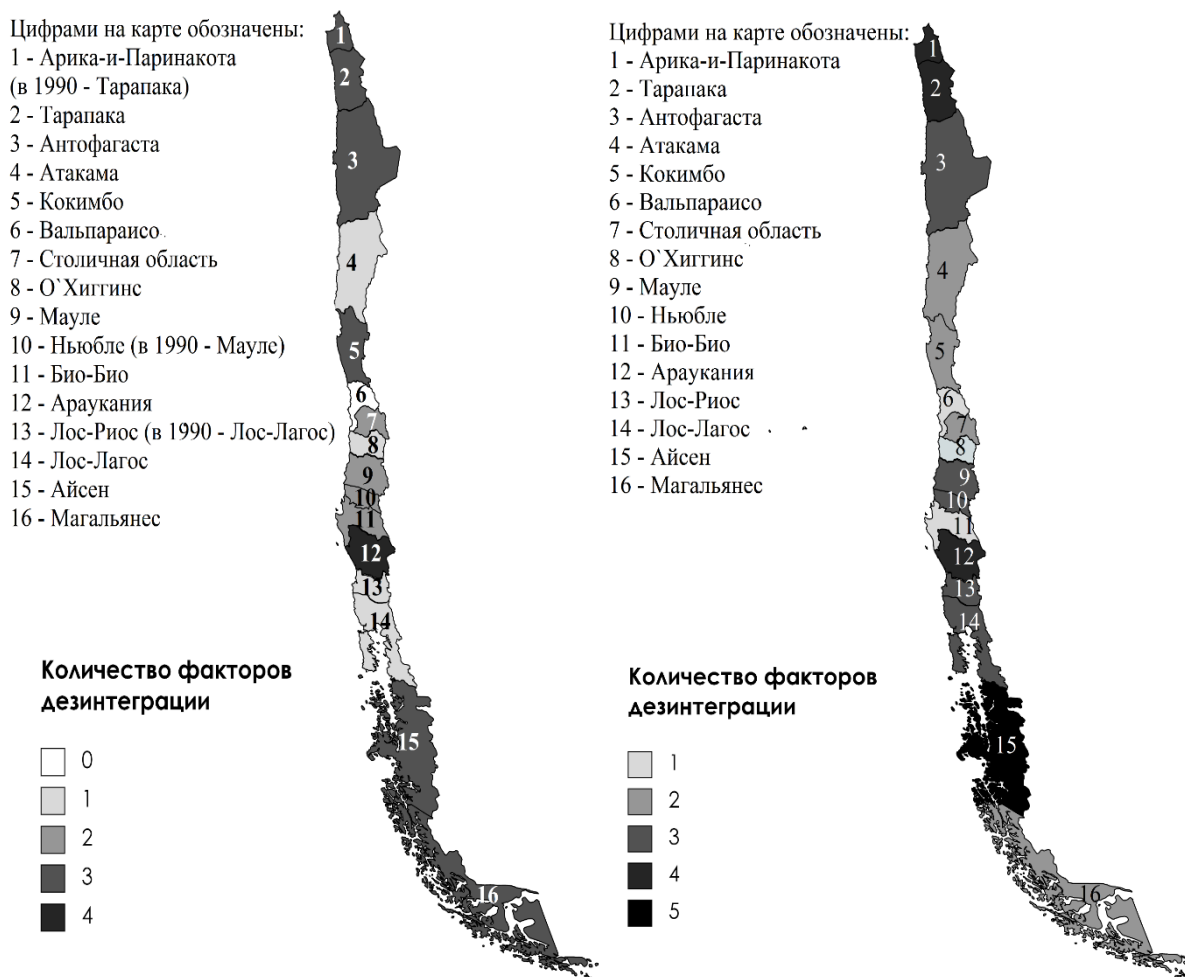 Цифрами на карте обозначены:
1 - Арика-и-Паринакота
(в 1990 - Тарапака)
2 - Тарапака
3 - Антофагаста
4 - Атакама
5 - Кокимбо
6 - Вальпараисо
7 - Столичная область
8 - О`Хиггинс
9 - Мауле
10 - Ньюбле (в 1990 - Мауле)
11 - Био-Био
12 - Араукания
13 - Лос-Риос (в 1990 - Лос-Лагос)
14 - Лос-Лагос
15 - Айсен
16 - Магальянес
Количество факторов
дезинтеграции
0
1
2
3
4
1
2
3
4
5
6
7
8
9
10
11
12
13
14
15
16
Цифрами на карте обозначены:
1 - Арика-и-Паринакота
2 - Тарапака
3 - Антофагаста
4 - Атакама
5 - Кокимбо
6 - Вальпараисо
7 - Столичная область
8 - О`Хиггинс
9 - Мауле
10 - Ньюбле
11 - Био-Био
12 - Араукания
13 - Лос-Риос
14 - Лос-Лагос
15 - Айсен
16 - Магальянес
Количество факторов
дезинтеграции
1
2
3
4
5
1
2
3
4
5
6
7
8
9
10
11
12
13
14
15
16